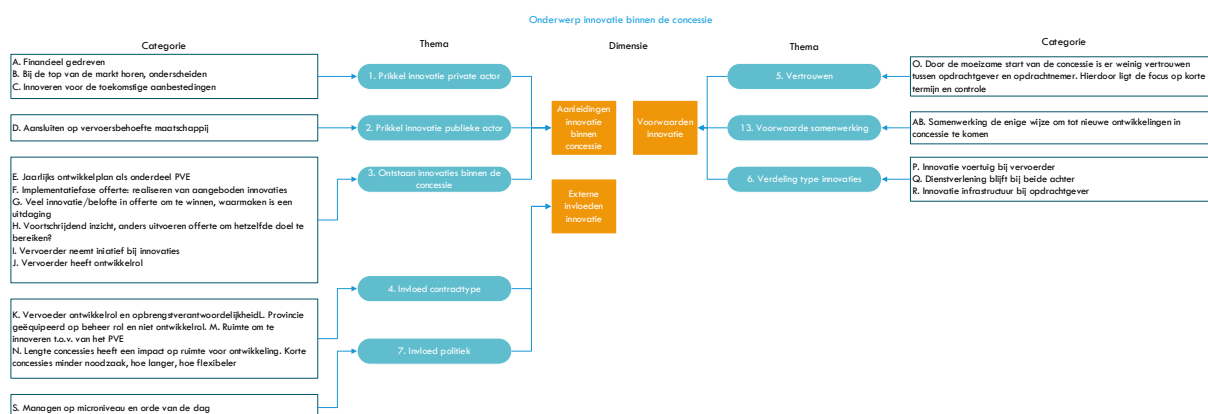 Onderwerp innovatie binnen de concessie
Categorie
Thema
Dimensie
Thema
Categorie
A. Financieel gedreven
B. Bij de top van de markt horen, onderscheiden
C. Innoveren voor de toekomstige aanbestedingen
1. Prikkel innovatie private actor
D. Aansluiten op vervoersbehoefte maatschappij
2. Prikkel innovatie publieke actor
E. Jaarlijks ontwikkelplan als onderdeel PVE
F. Implementatiefase offerte: realiseren van aangeboden innovaties
G. Veel innovatie/belofte in offerte om te winnen, waarmaken is een
uitdaging
H. Voortschrijdend inzicht, anders uitvoeren offerte om hetzelfde doel te
bereiken?
I. Vervoerder neemt iniatief bij innovaties
J. Vervoerder heeft ontwikkelrol
3. Ontstaan innovaties binnen de
concessie
K. Vervoeder ontwikkelrol en opbrengstverantwoordelijkheidL. Provincie
geëquipeerd op beheer rol en niet ontwikkelrol. M. Ruimte om te
innoveren t.o.v. van het PVE
N. Lengte concessies heeft een impact op ruimte voor ontwikkeling. Korte
concessies minder noodzaak, hoe langer, hoe flexibeler
4. Invloed contracttype
S. Managen op microniveau en orde van de dag
7. Invloed politiek
Aanleidingen
innovatie
binnen
concessie
Externe
invloeden
innovatie
Voorwaarden
innovatie
5. Vertrouwen
13. Voorwaarde samenwerking
6. Verdeling type innovaties
O. Door de moeizame start van de concessie is er weinig vertrouwen
tussen opdrachtgever en opdrachtnemer. Hierdoor ligt de focus op korte
termijn en controle
AB. Samenwerking de enige wijze om tot nieuwe ontwikkelingen in
concessie te komen
P. Innovatie voertuig bij vervoerder
Q. Dienstverlening blijft bij beide achter
R. Innovatie infrastructuur bij opdrachtgever